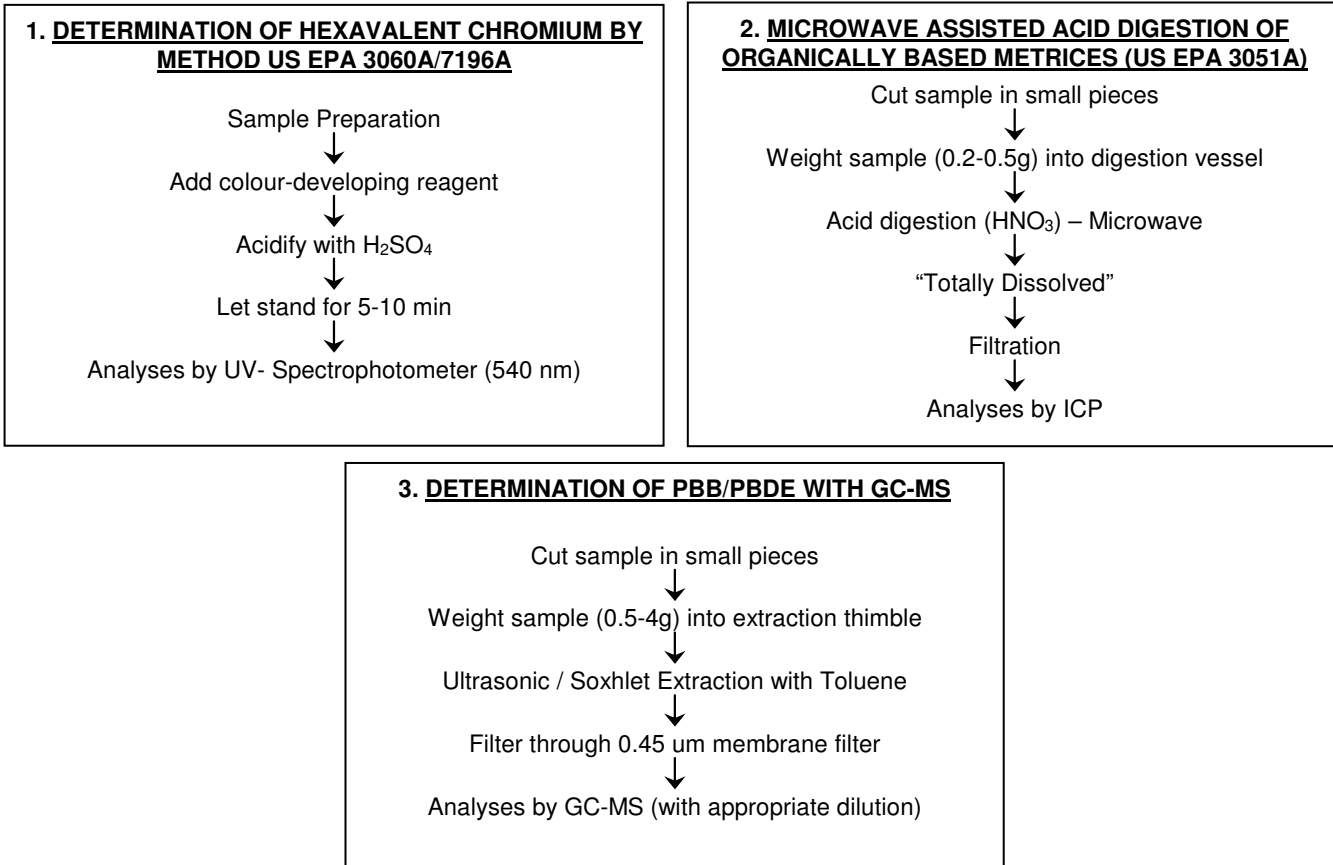 1. DETERMINATION OF HEXAVALENT CHROMIUM BY
METHOD US EPA 3060A/7196A
Sample Preparation
Add colour-developing reagent
Acidify with H₂SO₄
Let stand for 5-10 min
Analyses by UV- Spectrophotometer (540 nm)
2. MICROWAVE ASSISTED ACID DIGESTION OF
ORGANICALLY BASED METRICES (US EPA 3051A)
Cut sample in small pieces
Weight sample (0.2-0.5g) into digestion vessel
Acid digestion (HNO₃) – Microwave
“Totally Dissolved”
Filtration
Analyses by ICP
3. DETERMINATION OF PBB/PBDE WITH GC-MS
Cut sample in small pieces
Weight sample (0.5-4g) into extraction thimble
Ultrasonic / Soxhlet Extraction with Toluene
Filter through 0.45 um membrane filter
Analyses by GC-MS (with appropriate dilution)